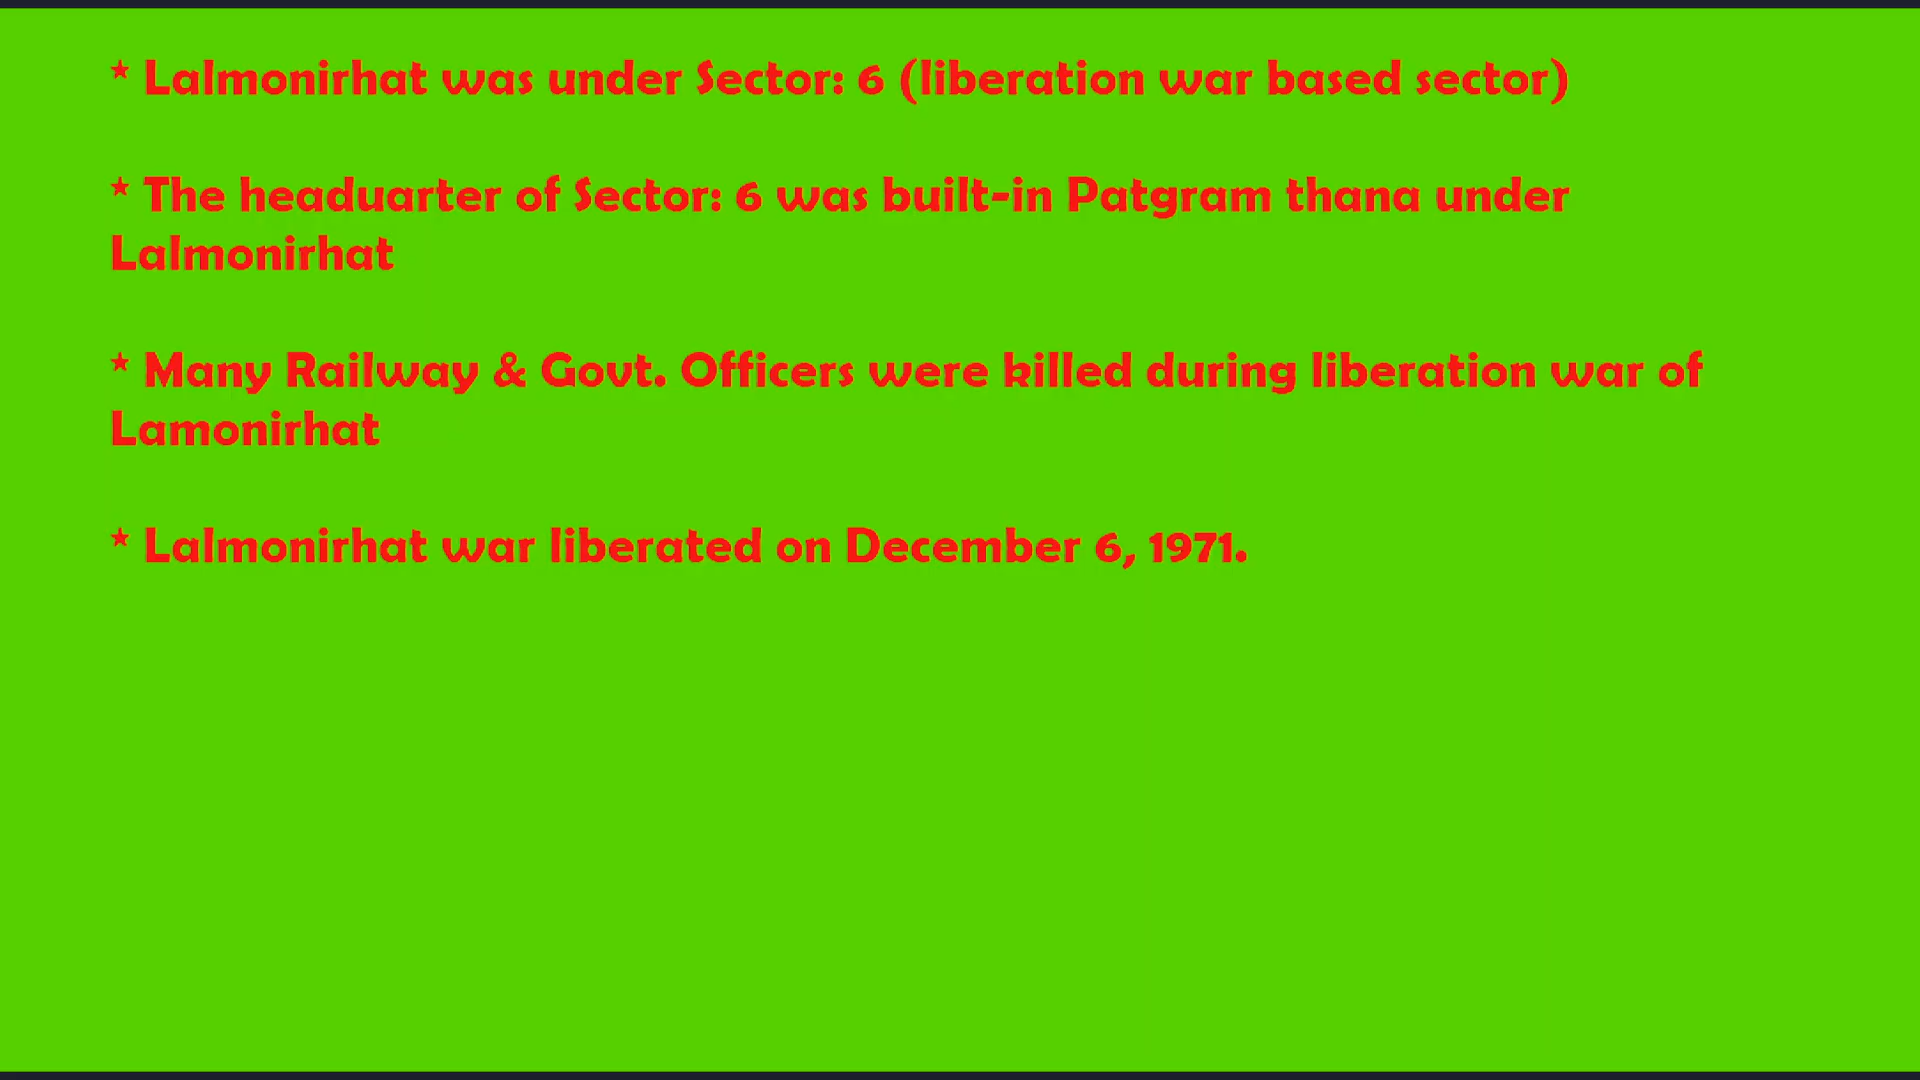 * Lalmonirhat was under Sector: 6 (liberation war based sector)
* The headuarter of Sector: 6 was built-in Patgram thana under
Lalmonirhat
* Many Railway & Govt. Officers were killed during liberation war of
Lamonirhat
* Lalmonirhat war liberated on December 6, 1971.